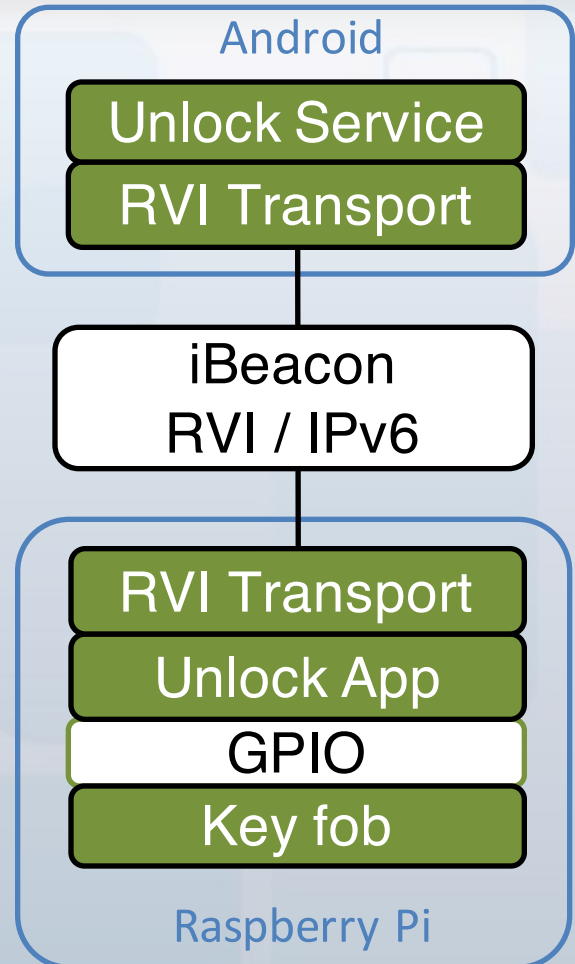 Android
Unlock Service
RVI Transport
iBeacon
RVI / IPv6
RVI Transport
Unlock App
GPIO
Key fob
Raspberry Pi